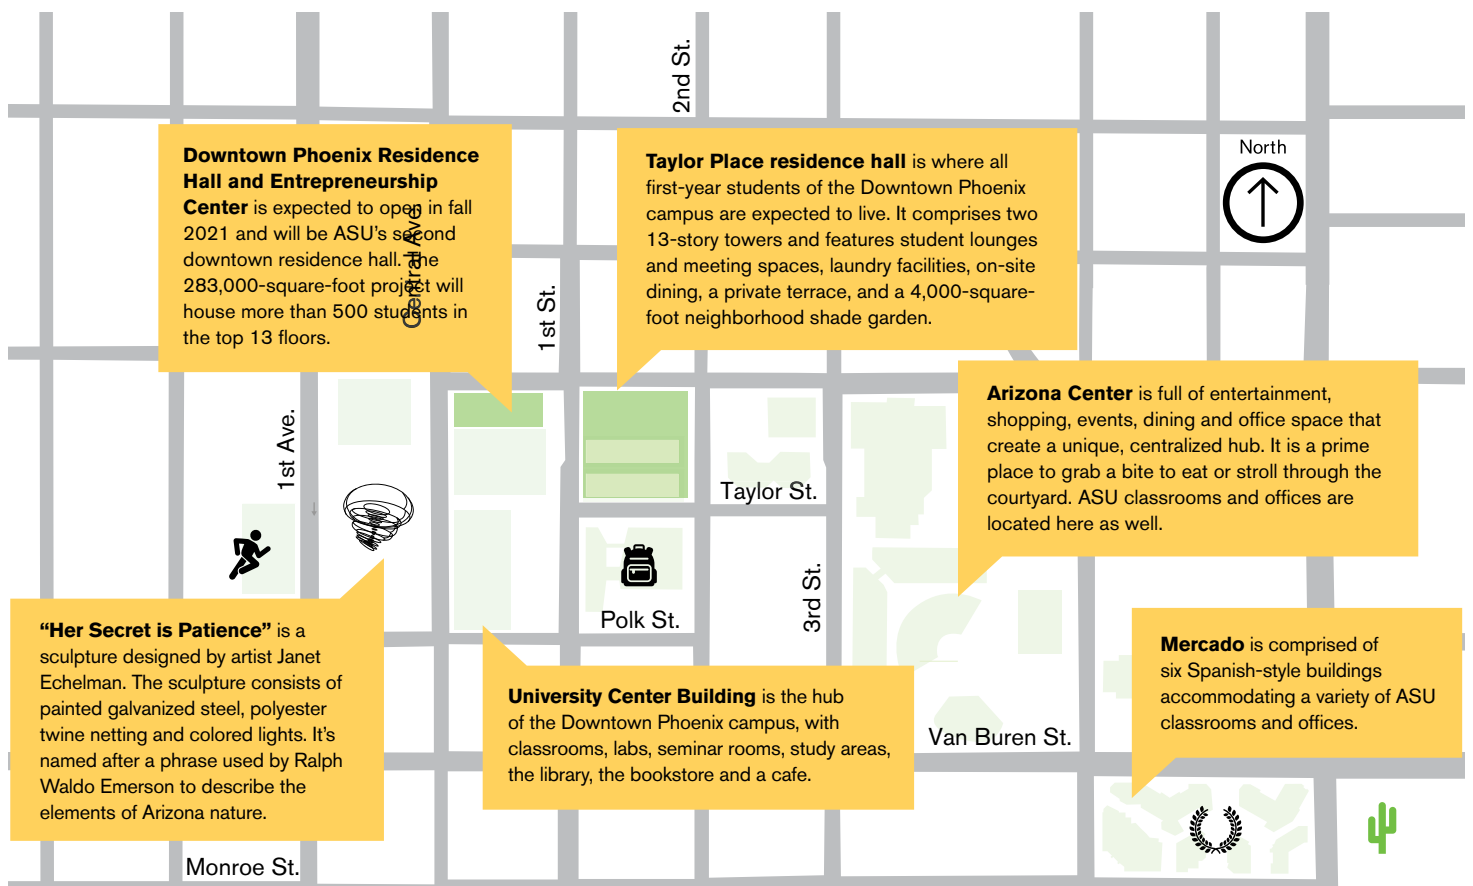 2nd St.
North
Downtown Phoenix Residence
Hall and Entrepreneurship
Center is expected to open in fall
2021 and will be ASU’s second
downtown residence hall. The
283,000-square-foot project will
house more than 500 students in
the top 13 floors.
Central Ave.
1st St.
Taylor Place residence hall is where all
first-year students of the Downtown Phoenix
campus are expected to live. It comprises two
13-story towers and features student lounges
and meeting spaces, laundry facilities, on-site
dining, a private terrace, and a 4,000-square-
foot neighborhood shade garden.
Arizona Center is full of entertainment,
shopping, events, dining and office space that
create a unique, centralized hub. It is a prime
place to grab a bite to eat or stroll through the
courtyard. ASU classrooms and offices are
located here as well.
1st Ave.
Taylor St.
3rd St.
Polk St.
“Her Secret is Patience” is a
sculpture designed by artist Janet
Echelman. The sculpture consists of
painted galvanized steel, polyester
twine netting and colored lights. It’s
named after a phrase used by Ralph
Waldo Emerson to describe the
elements of Arizona nature.
University Center Building is the hub
of the Downtown Phoenix campus, with
classrooms, labs, seminar rooms, study areas,
the library, the bookstore and a cafe.
Van Buren St.
Mercado is comprised of
six Spanish-style buildings
accommodating a variety of ASU
classrooms and offices.
Monroe St.